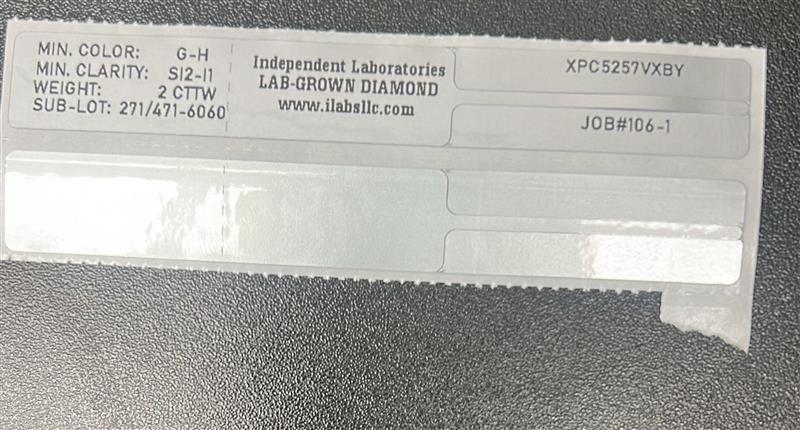 MIN. COLOR: G-H
MIN. CLARITY: SI2-I1
WEIGHT: 2 CTTW
SUB-LOT: 271/471-6060
Independent Laboratories
LAB-GROWN DIAMOND
www.ilabsllc.com
XPC5257VXBY
JOB#106-1